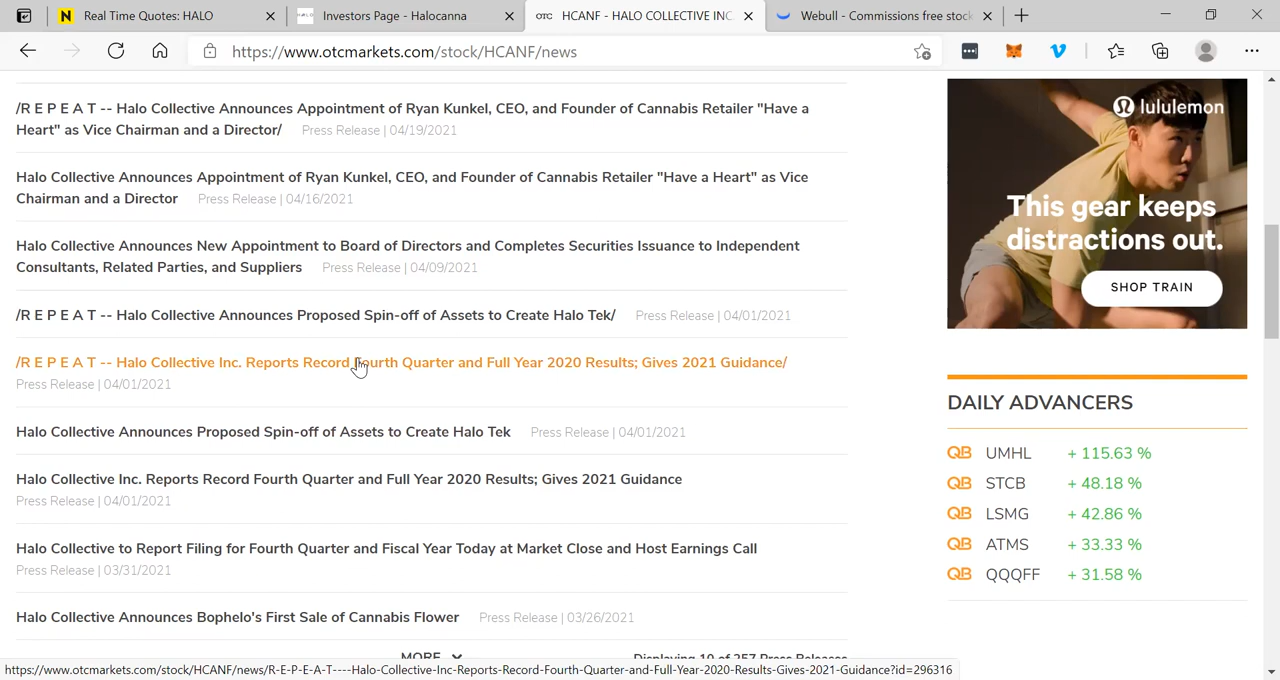 Real Time Quotes: HALO
Investors Page - Halocanna
OTC HCANF - HALO COLLECTIVE INC
Webull - Commissions free stock
https://www.otcmarkets.com/stock/HCANF/news
/R E P E A T -- Halo Collective Announces Appointment of Ryan Kunkel, CEO, and Founder of Cannabis Retailer "Have a
Heart" as Vice Chairman and a Director/ Press Release | 04/19/2021
Halo Collective Announces Appointment of Ryan Kunkel, CEO, and Founder of Cannabis Retailer "Have a Heart" as Vice
Chairman and a Director Press Release | 04/16/2021
Halo Collective Announces New Appointment to Board of Directors and Completes Securities Issuance to Independent
Consultants, Related Parties, and Suppliers Press Release | 04/09/2021
/R E P E A T -- Halo Collective Announces Proposed Spin-off of Assets to Create Halo Tek/ Press Release | 04/01/2021
/R E P E A T -- Halo Collective Inc. Reports Record Fourth Quarter and Full Year 2020 Results; Gives 2021 Guidance/
Press Release | 04/01/2021
Halo Collective Announces Proposed Spin-off of Assets to Create Halo Tek Press Release | 04/01/2021
Halo Collective Inc. Reports Record Fourth Quarter and Full Year 2020 Results; Gives 2021 Guidance
Press Release | 04/01/2021
Halo Collective to Report Filing for Fourth Quarter and Fiscal Year Today at Market Close and Host Earnings Call
Press Release | 03/31/2021
Halo Collective Announces Bophelo's First Sale of Cannabis Flower Press Release | 03/26/2021
MORE
Displaying 10 of 257 Press Releases
lululemon
This gear keeps
distractions out.
SHOP TRAIN
DAILY ADVANCERS
QB UMHL + 115.63 %
QB STCB + 48.18 %
QB LSMG + 42.86 %
QB ATMS + 33.33 %
QB QQQFF + 31.58 %
https://www.otcmarkets.com/stock/HCANF/news/R-E-P-E-A-T----Halo-Collective-Inc-Reports-Record-Fourth-Quarter-and-Full-Year-2020-Results-Gives-2021-Guidance?id=296316